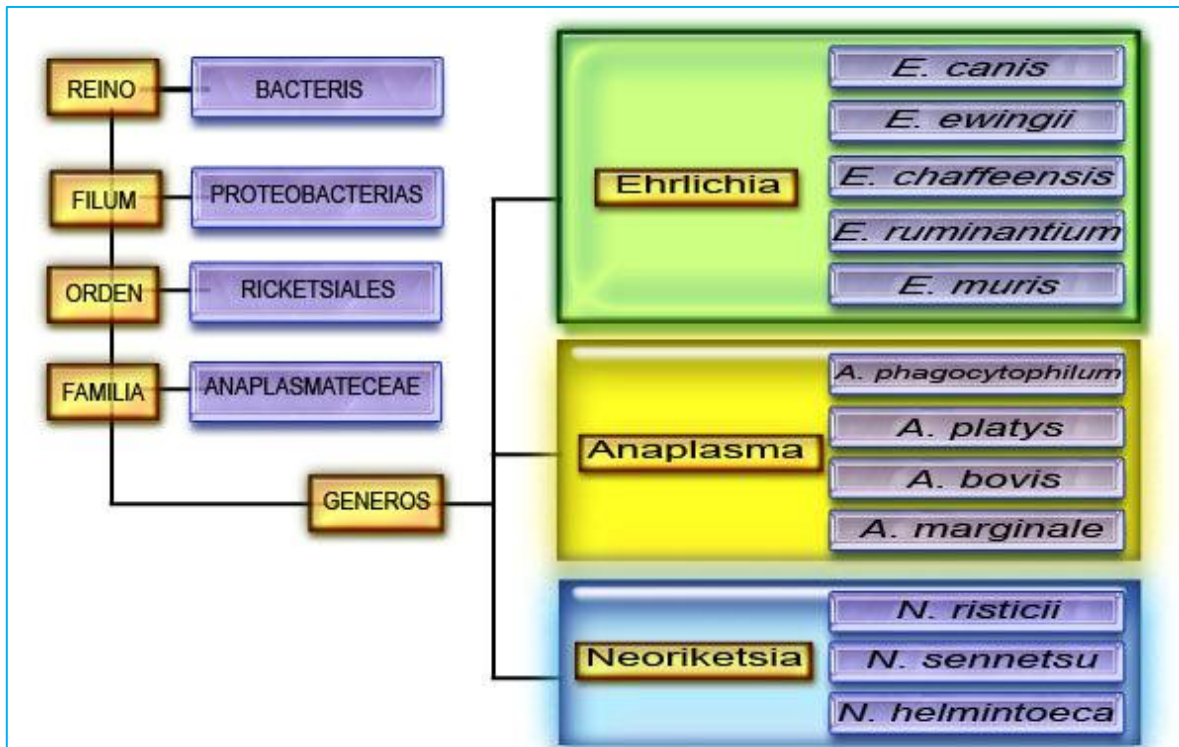 REINO
BACTERIS
FILUM
PROTEOBACTERIAS
ORDEN
RICKETSIALES
FAMILIA
ANAPLASMATECEAE
GENEROS
Ehrlichia
E. canis
E. ewingii
E. chaffeensis
E. ruminantium
E. muris
Anaplasma
A. phagocytophilum
A. platys
A. bovis
A. marginale
Neoriketsia
N. risticii
N. sennetsu
N. helmintoeca